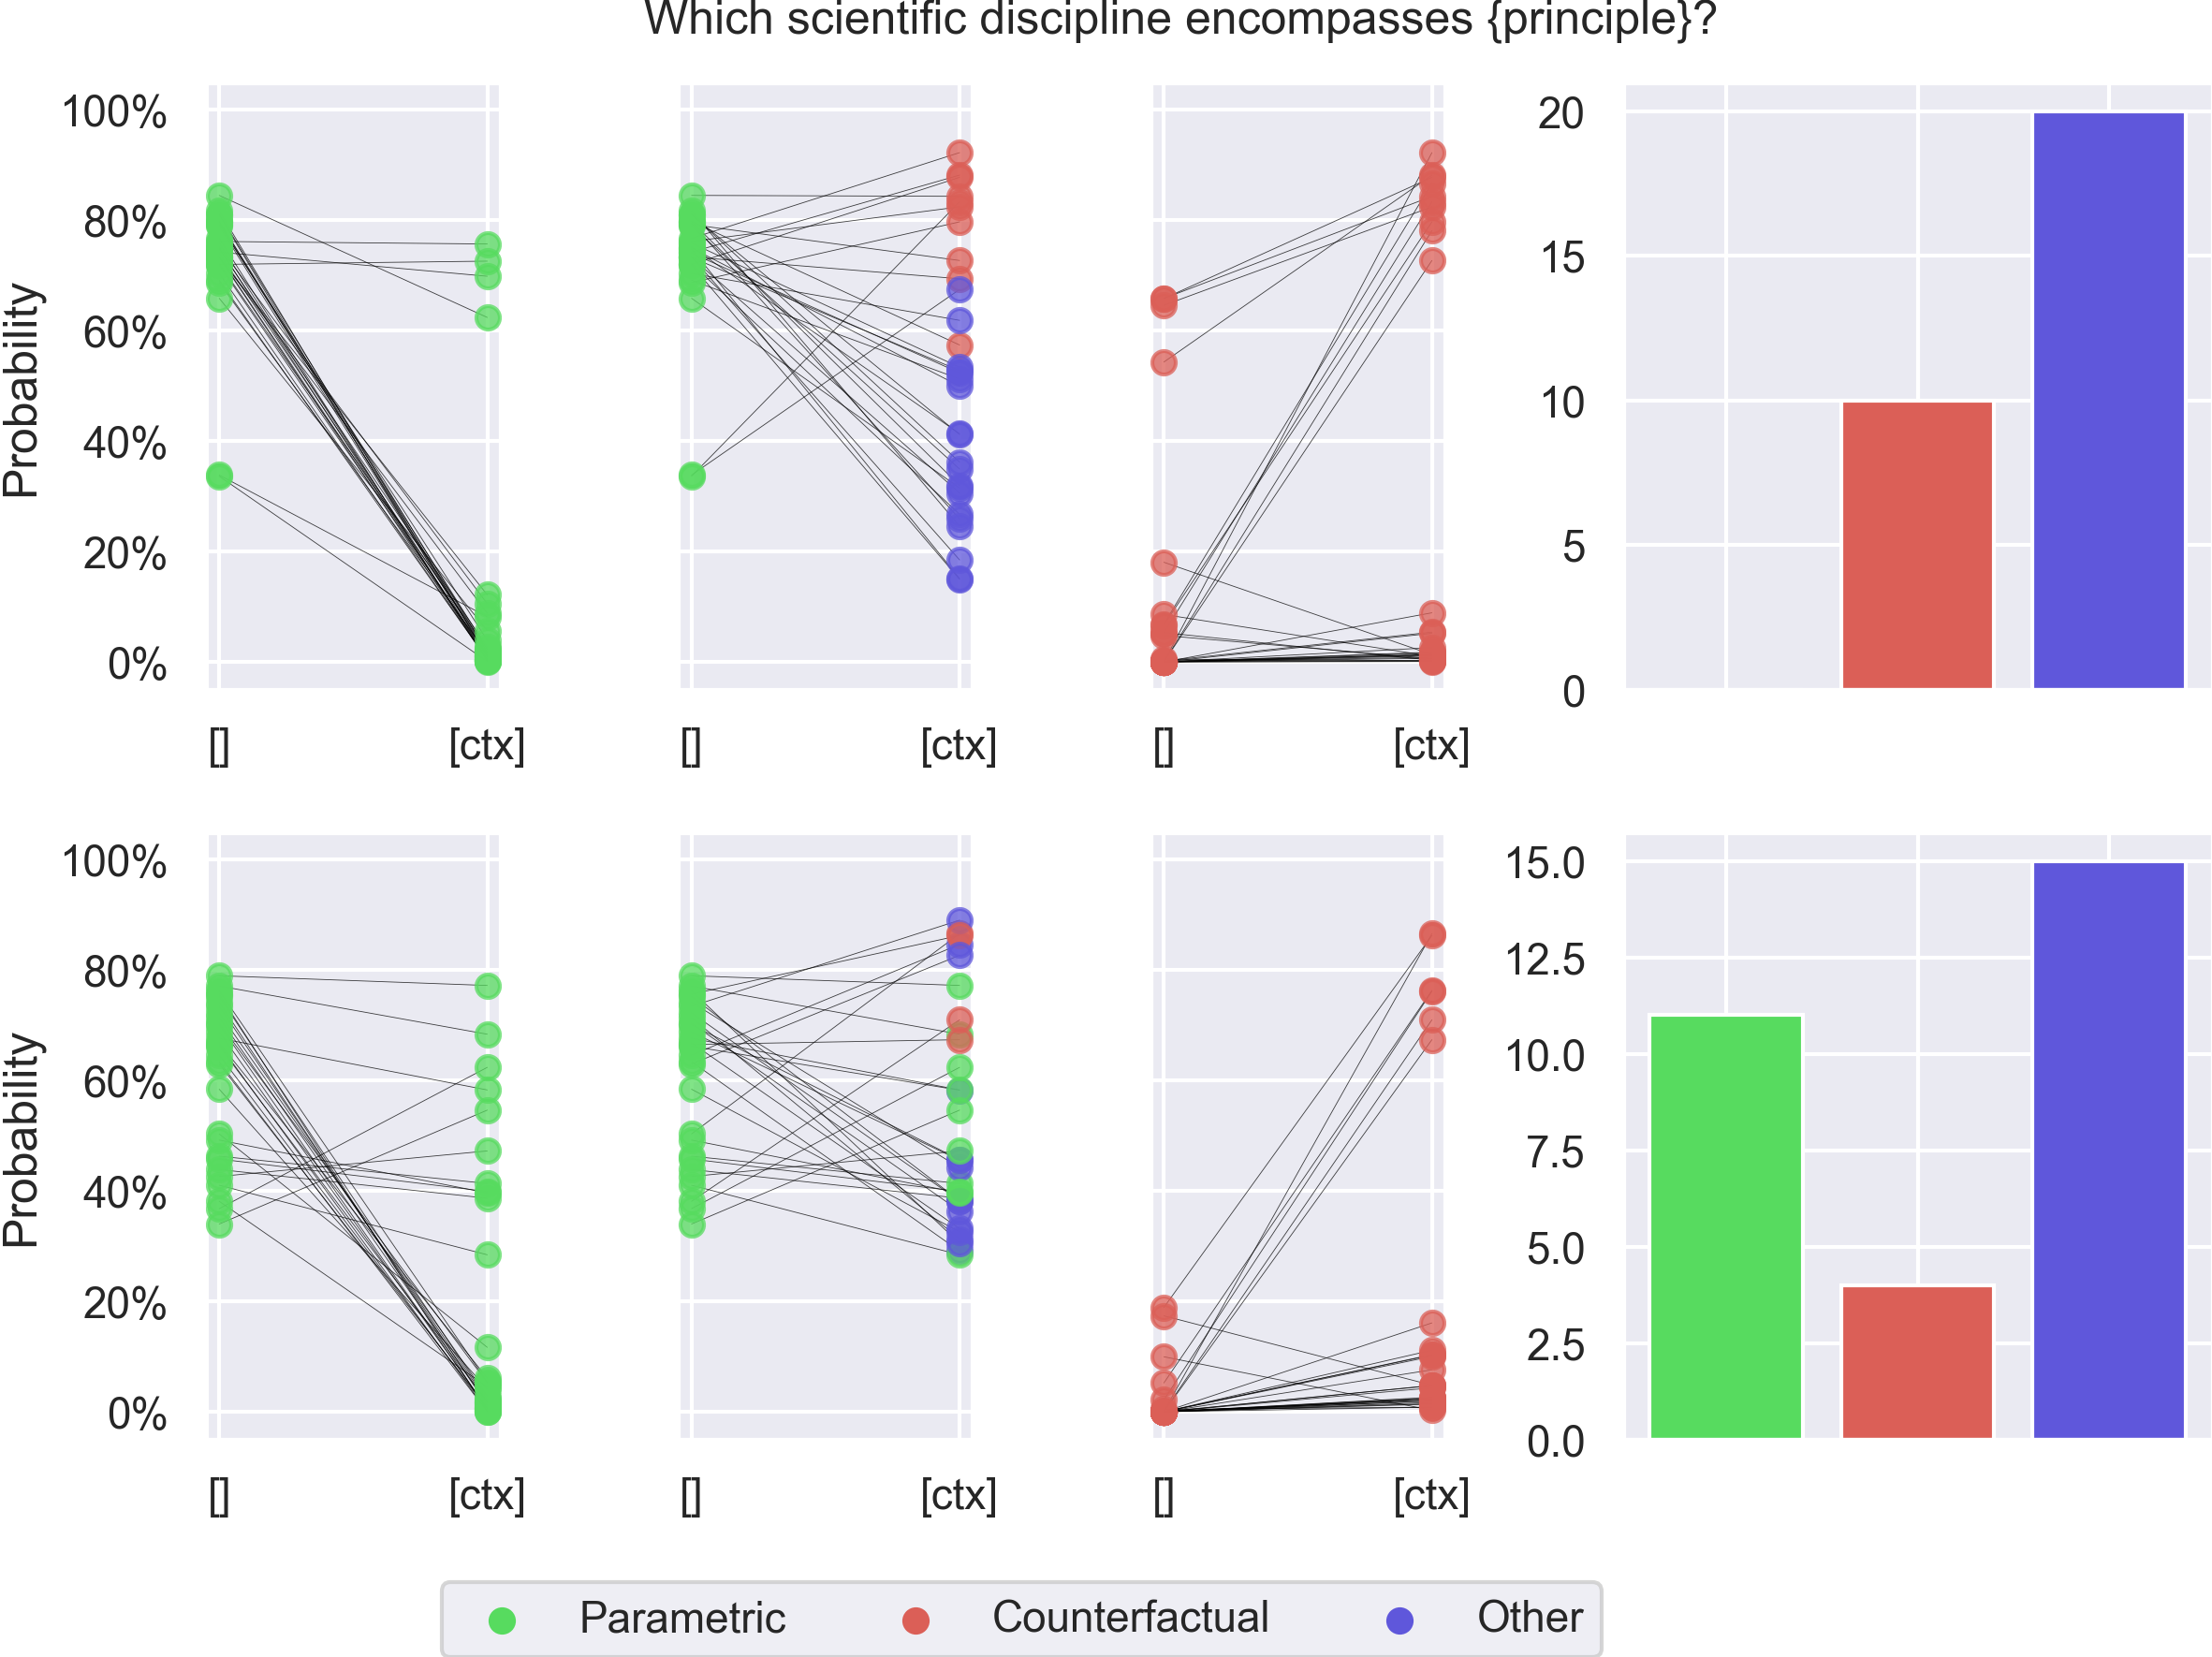 Which scientific discipline encompasses {principle}?
Probability
100%
80%
60%
40%
20%
0%
[]
[ctx]
[]
[ctx]
[]
[ctx]
20
15
10
5
0
Probability
100%
80%
60%
40%
20%
0%
[]
[ctx]
[]
[ctx]
[]
[ctx]
15.0
12.5
10.0
7.5
5.0
2.5
0.0
Parametric
Counterfactual
Other